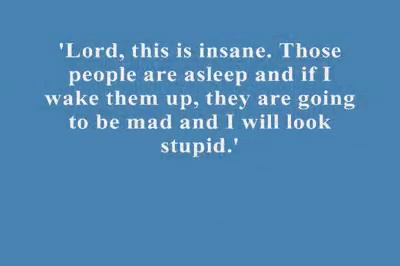 'Lord, this is insane. Those
people are asleep and if I
wake them up, they are going
to be mad and I will look
stupid.'